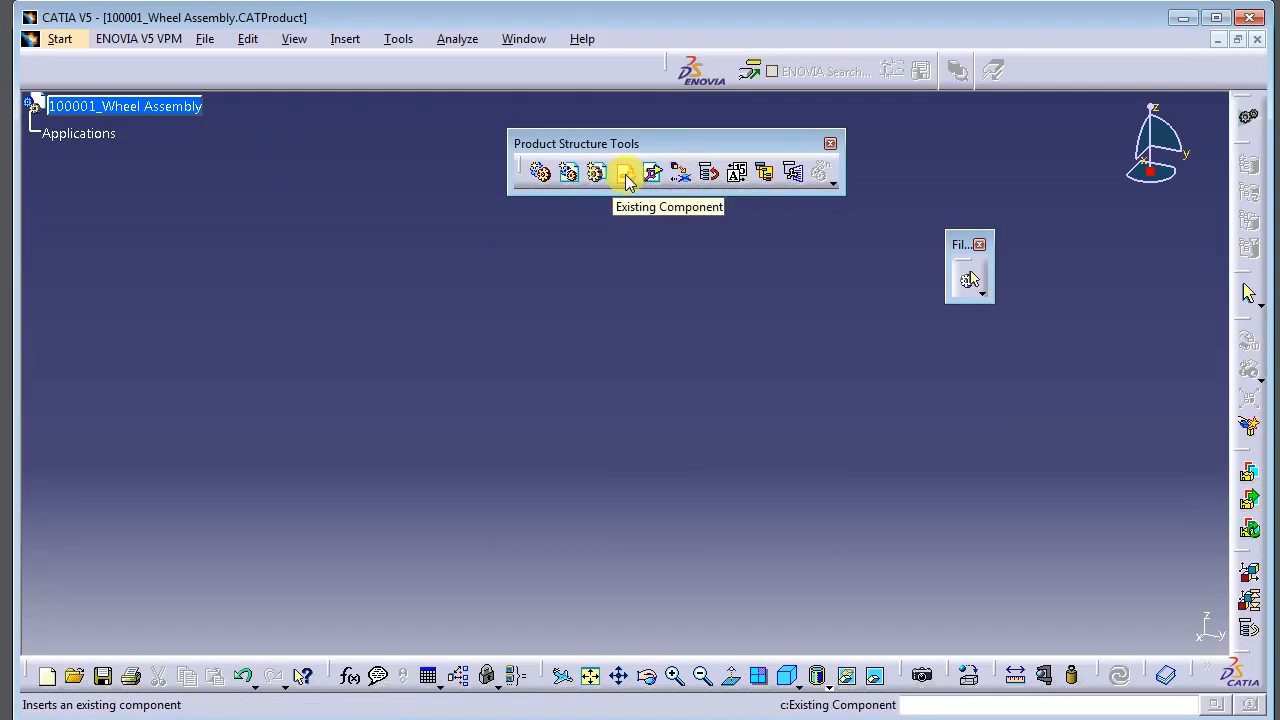 CATIA V5 - [100001_Wheel Assembly.CATProduct]
Start ENOVIA V5 VPM File Edit View Insert Tools Analyze Window Help
ENOVIA
ENOVIA Search...
100001_Wheel Assembly
Applications
Product Structure Tools
Existing Component
Fil...
z
x
y
z
x
y
f(x)
CATIA
Inserts an existing component
c:Existing Component